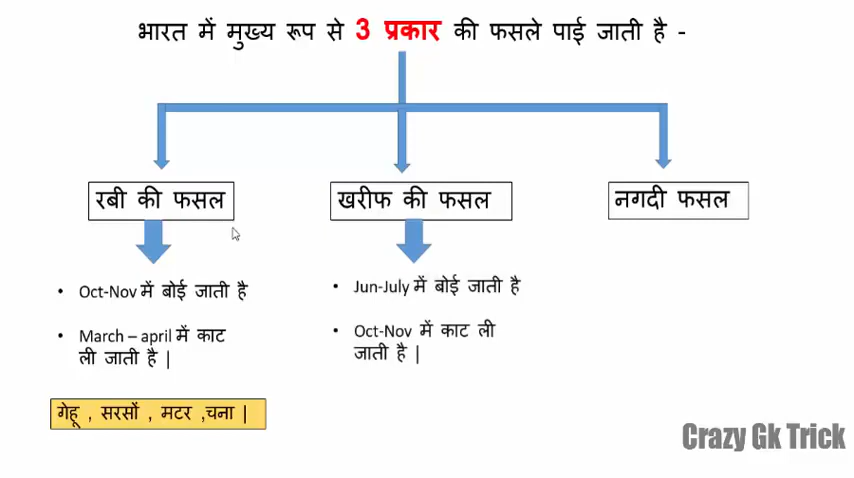 भारत में मुख्य रूप से 3 प्रकार की फसले पाई जाती है -
रबी की फसल
खरीफ की फसल
नगदी फसल
• Oct-Nov में बोई जाती है
• March – april में काट
ली जाती है |
• Jun-July में बोई जाती है
• Oct-Nov में काट ली
जाती है |
गेहू , सरसों , मटर ,चना |
Crazy Gk Trick